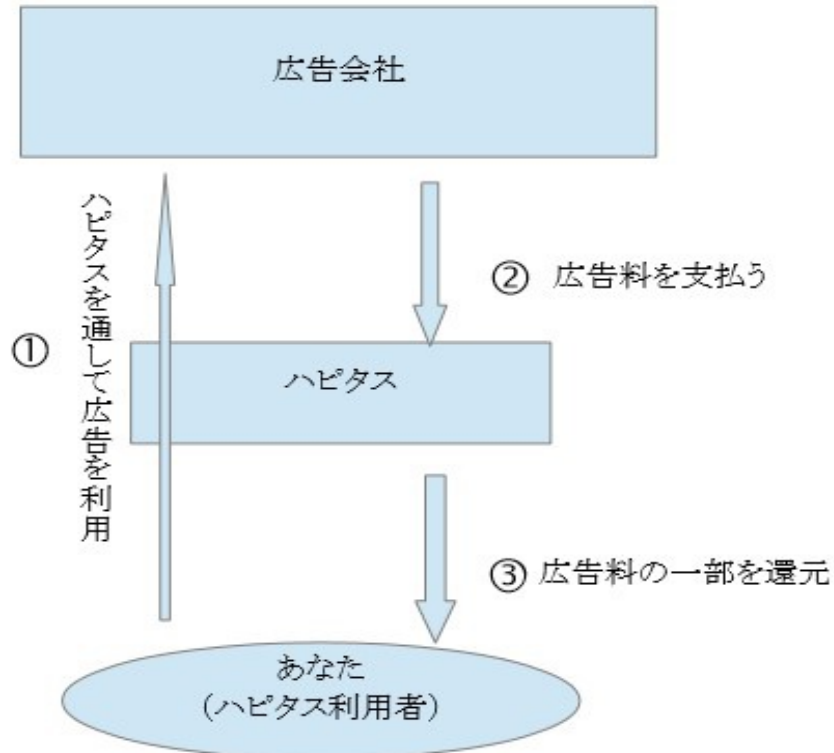 広告会社
①
ハピタスを通して広告を利用
② 広告料を支払う
ハピタス
③ 広告料の一部を還元
あなた
(ハピタス利用者)